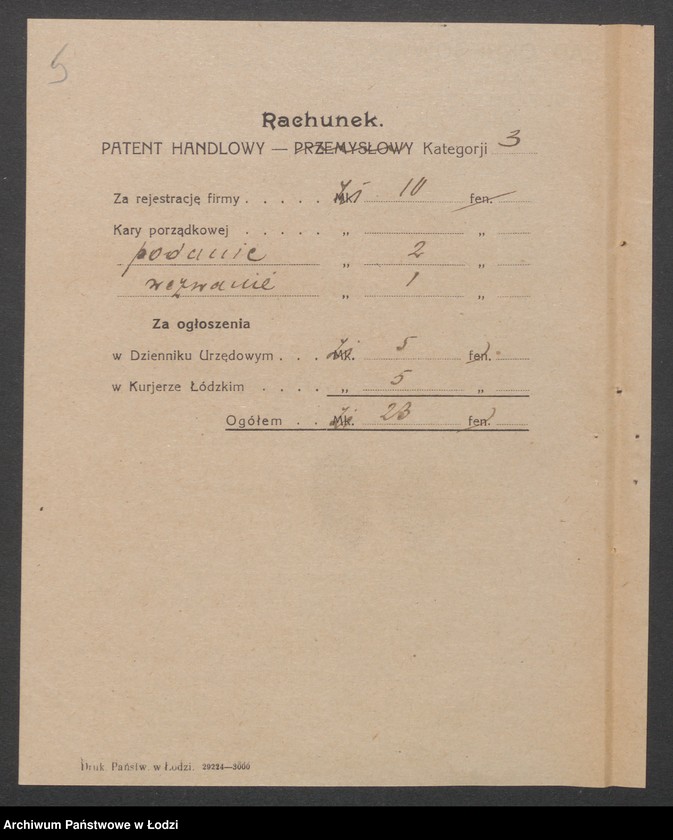 5
Rachunek.
PATENT HANDLOWY — PRZEMYSŁOWY Kategorji 3
Za rejestrację firmy . . . . . Mk. Zł 10 fen.
Kary porządkowej . . . . . „ „
podanie „ 2 „
wezwanie „ 1 „
Za ogłoszenia
w Dzienniku Urzędowym . . . Mk. Zł 5 fen.
w Kurjerze Łódzkim . . . . „ 5 „
Ogółem . . Mk. Zł 23 fen.
Druk. Państw. w Łodzi. 29224—3000
Archiwum Państwowe w Łodzi